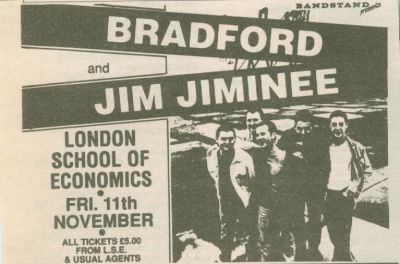 BANDSTAND
presents
BRADFORD
and
JIM JIMINEE
LONDON
SCHOOL OF
ECONOMICS
•
FRI. 11th
NOVEMBER
•
ALL TICKETS £5.00
FROM L.S.E.
& USUAL AGENTS